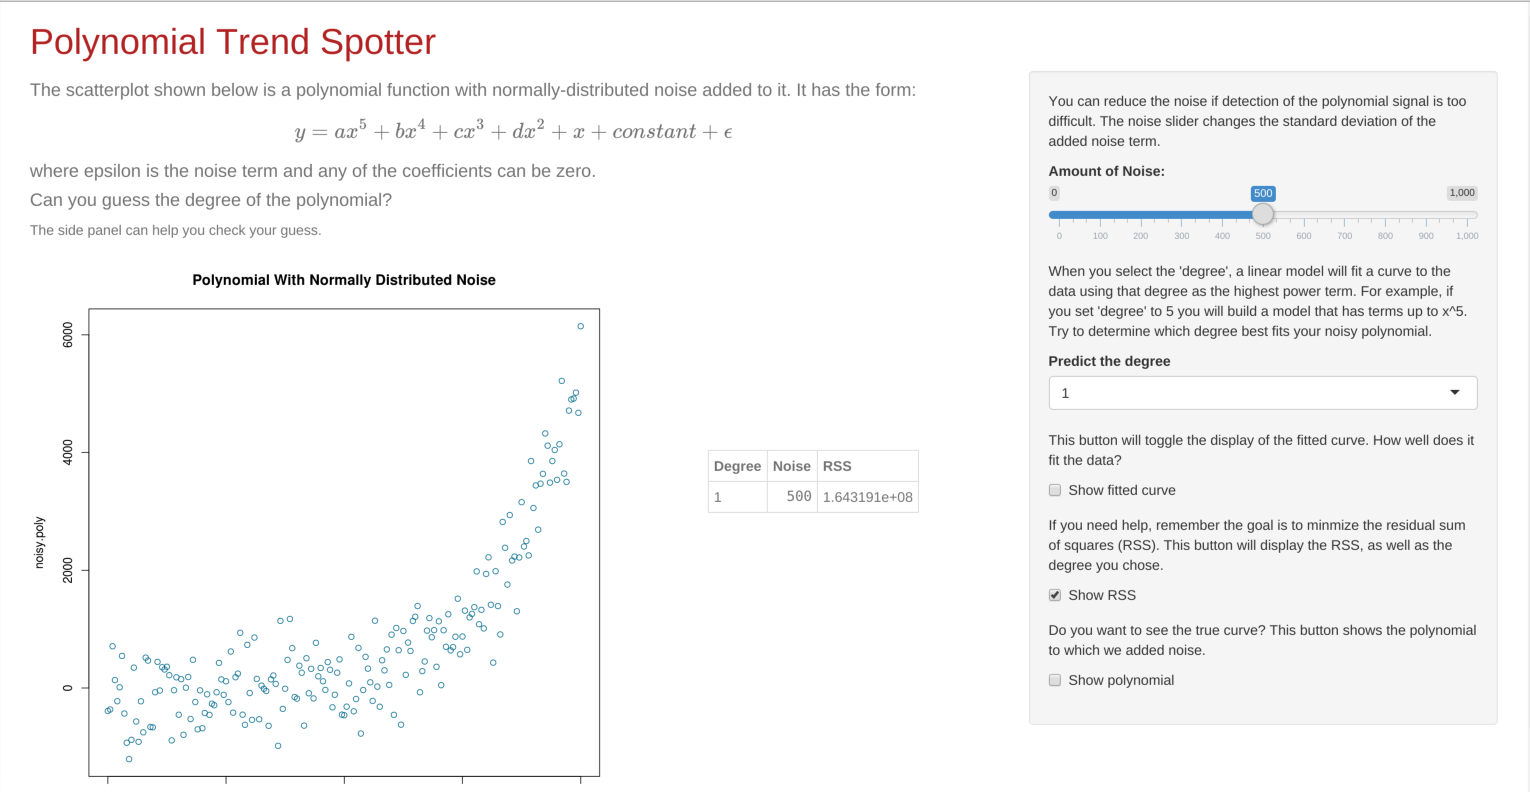 Polynomial Trend Spotter
The scatterplot shown below is a polynomial function with normally-distributed noise added to it. It has the form:
y = ax^5 + bx^4 + cx^3 + dx^2 + x + constant + ϵ
where epsilon is the noise term and any of the coefficients can be zero.
Can you guess the degree of the polynomial?
The side panel can help you check your guess.
Polynomial With Normally Distributed Noise
6000
4000
2000
0
noisy.poly
Degree Noise RSS
1 500 1.643191e+08
You can reduce the noise if detection of the polynomial signal is too
difficult. The noise slider changes the standard deviation of the
added noise term.
Amount of Noise:
0 500 1,000
0 100 200 300 400 500 600 700 800 900 1,000
When you select the 'degree', a linear model will fit a curve to the
data using that degree as the highest power term. For example, if
you set 'degree' to 5 you will build a model that has terms up to x^5.
Try to determine which degree best fits your noisy polynomial.
Predict the degree
1
This button will toggle the display of the fitted curve. How well does it
fit the data?
Show fitted curve
If you need help, remember the goal is to minmize the residual sum
of squares (RSS). This button will display the RSS, as well as the
degree you chose.
Show RSS
Do you want to see the true curve? This button shows the polynomial
to which we added noise.
Show polynomial